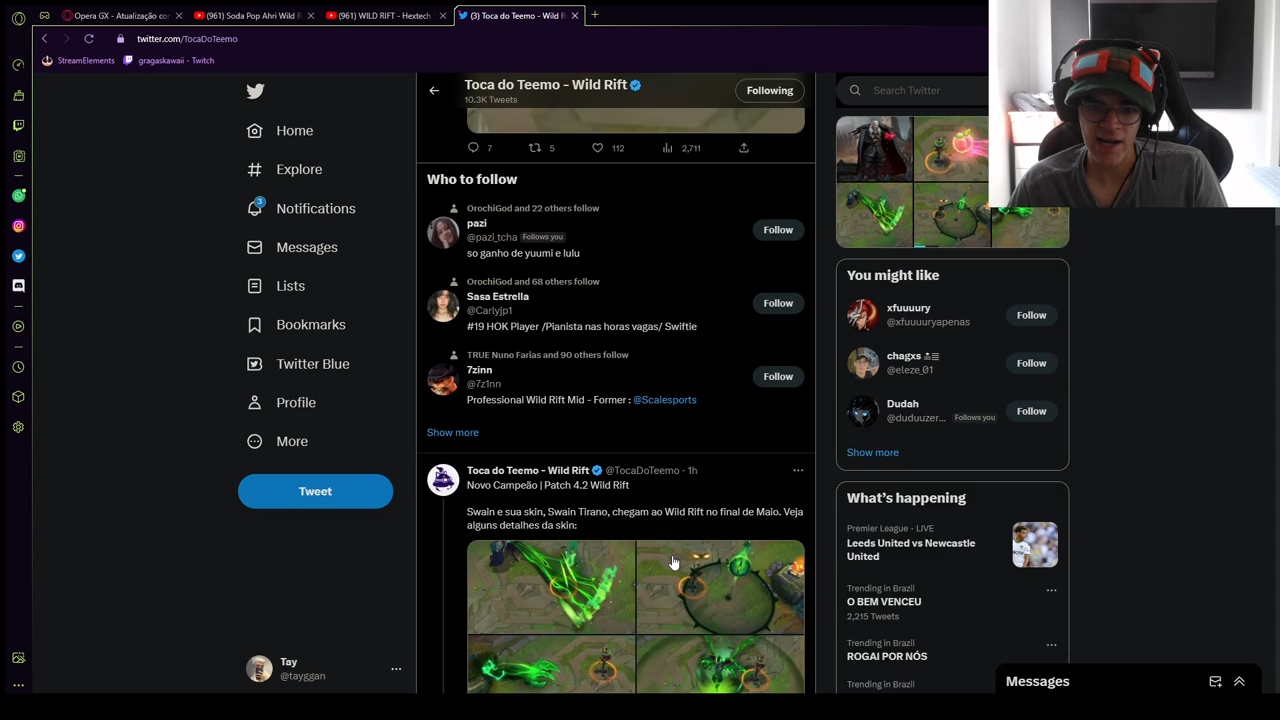 Opera GX - Atualização co
(961) Soda Pop Ahri Wild R
(961) WILD RIFT - Hextech
(3) Toca do Teemo - Wild R
twitter.com/TocaDoTeemo
StreamElements
gragaskawaii - Twitch
Toca do Teemo - Wild Rift
10.3K Tweets
Following
Search Twitter
Home
Explore
3
Notifications
Messages
Lists
Bookmarks
Twitter Blue
Profile
More
Tweet
Tay
@tayggan
7
5
112
2,711
Who to follow
OrochiGod and 22 others follow
pazi
@pazi_tcha Follows you
so ganho de yuumi e lulu
Follow
OrochiGod and 68 others follow
Sasa Estrella
@Carlyjp1
#19 HOK Player /Pianista nas horas vagas/ Swiftie
Follow
TRUE Nuno Farias and 90 others follow
7zinn
@7z1nn
Professional Wild Rift Mid - Former : @Scalesports
Follow
Show more
Toca do Teemo - Wild Rift @TocaDoTeemo · 1h
Novo Campeão | Patch 4.2 Wild Rift
Swain e sua skin, Swain Tirano, chegam ao Wild Rift no final de Maio. Veja
alguns detalhes da skin:
You might like
xfuuuury
@xfuuuuryapenas
Follow
chagxs
@eleze_01
Follow
Dudah
@duduuzer... Follows you
Follow
Show more
What's happening
Premier League · LIVE
Leeds United vs Newcastle
United
Trending in Brazil
O BEM VENCEU
2,215 Tweets
Trending in Brazil
ROGAI POR NÓS
Trending in Brazil
Messages